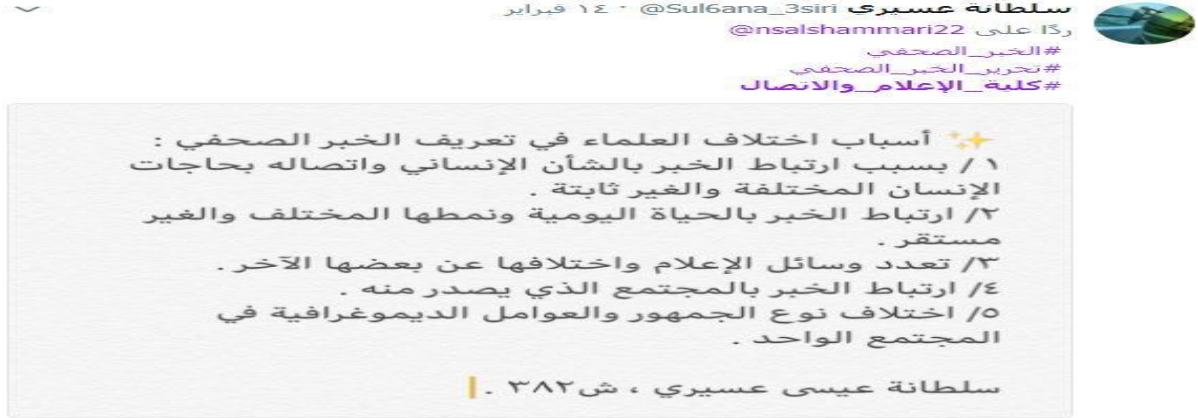 سلطانة عسيري @Sul6ana_3siri · ١٤ فبراير
ردًا على @nsalshammari22
#الخبر_الصحفي
#تحرير_الخبر_الصحفي
#كلية_الإعلام_والاتصال
✨ أسباب اختلاف العلماء في تعريف الخبر الصحفي :
١ / بسبب ارتباط الخبر بالشأن الإنساني واتصاله بحاجات
الإنسان المختلفة والغير ثابتة .
٢/ ارتباط الخبر بالحياة اليومية ونمطها المختلف والغير
مستقر .
٣/ تعدد وسائل الإعلام واختلافها عن بعضها الآخر .
٤/ ارتباط الخبر بالمجتمع الذي يصدر منه .
٥/ اختلاف نوع الجمهور والعوامل الديموغرافية في
المجتمع الواحد .
سلطانة عيسى عسيري ، ش٣٨٢ .